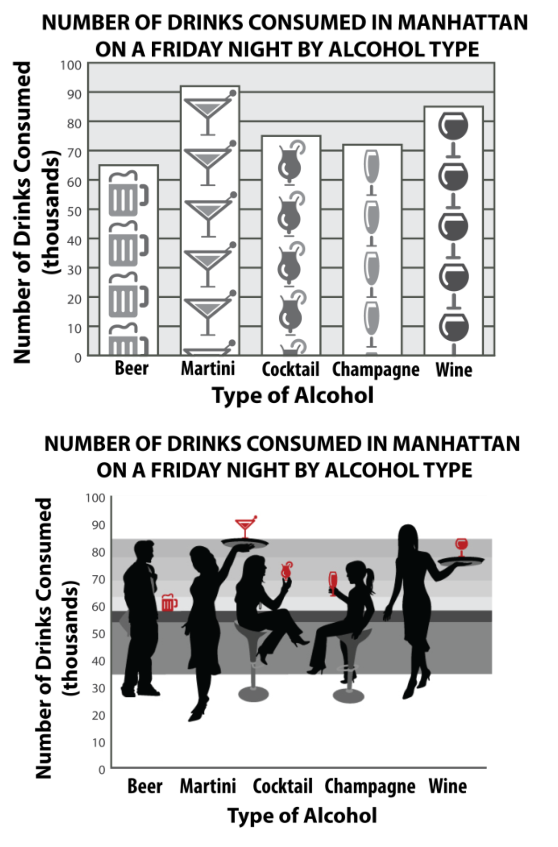 NUMBER OF DRINKS CONSUMED IN MANHATTAN
ON A FRIDAY NIGHT BY ALCOHOL TYPE
Number of Drinks Consumed
(thousands)
100
90
80
70
60
50
40
30
20
10
0
Beer Martini Cocktail Champagne Wine
Type of Alcohol
NUMBER OF DRINKS CONSUMED IN MANHATTAN
ON A FRIDAY NIGHT BY ALCOHOL TYPE
Number of Drinks Consumed
(thousands)
100
90
80
70
60
50
40
30
20
10
0
Beer Martini Cocktail Champagne Wine
Type of Alcohol